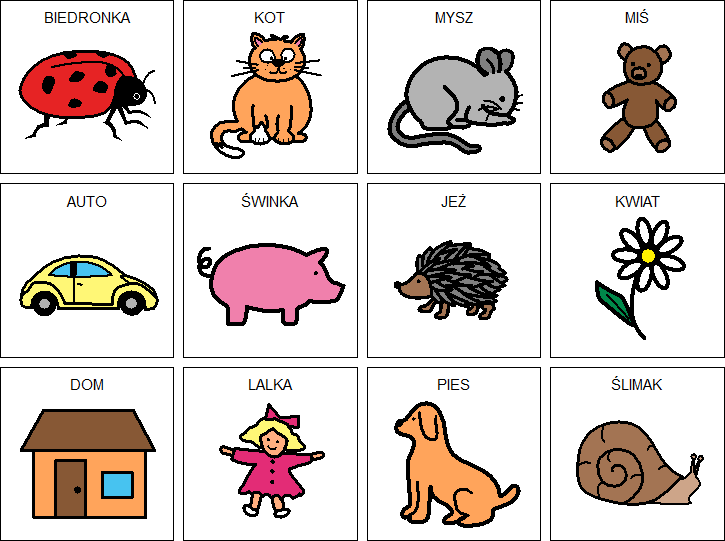 BIEDRONKA
KOT
MYSZ
MIŚ
AUTO
ŚWINKA
JEŻ
KWIAT
DOM
LALKA
PIES
ŚLIMAK